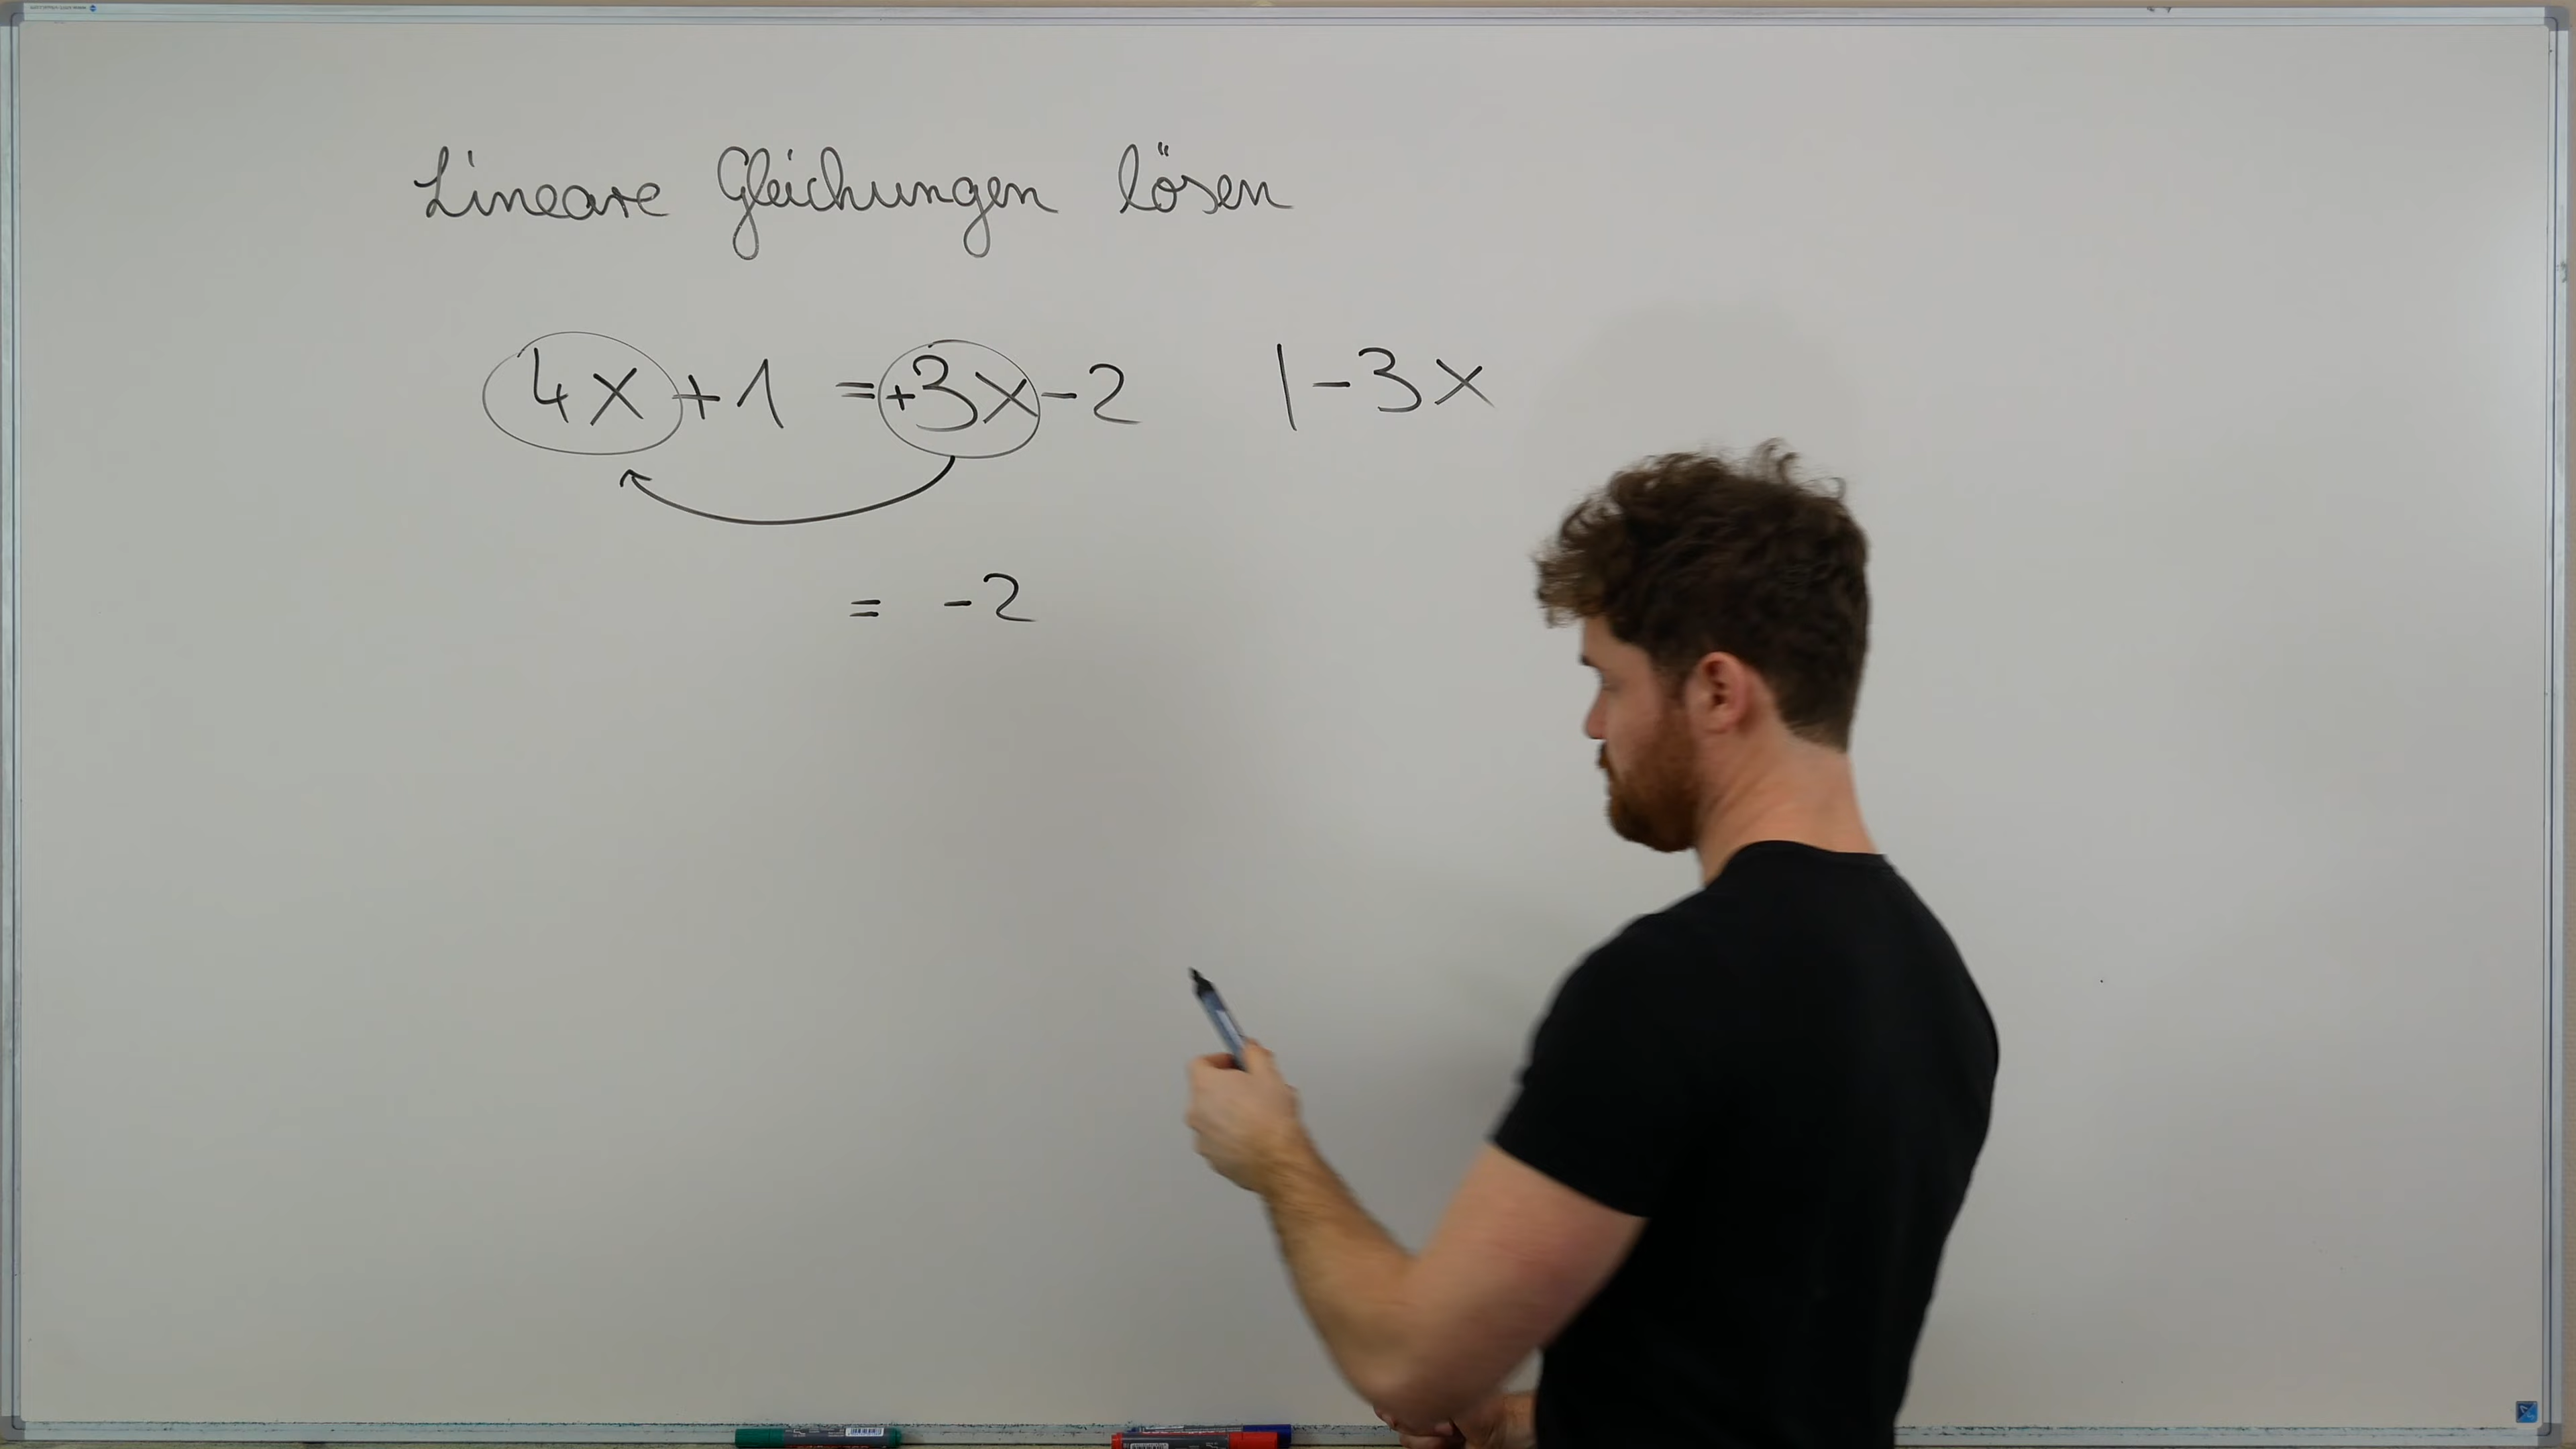 Lineare Gleichungen lösen
4x+1 =+3x-2 |-3x
= -2